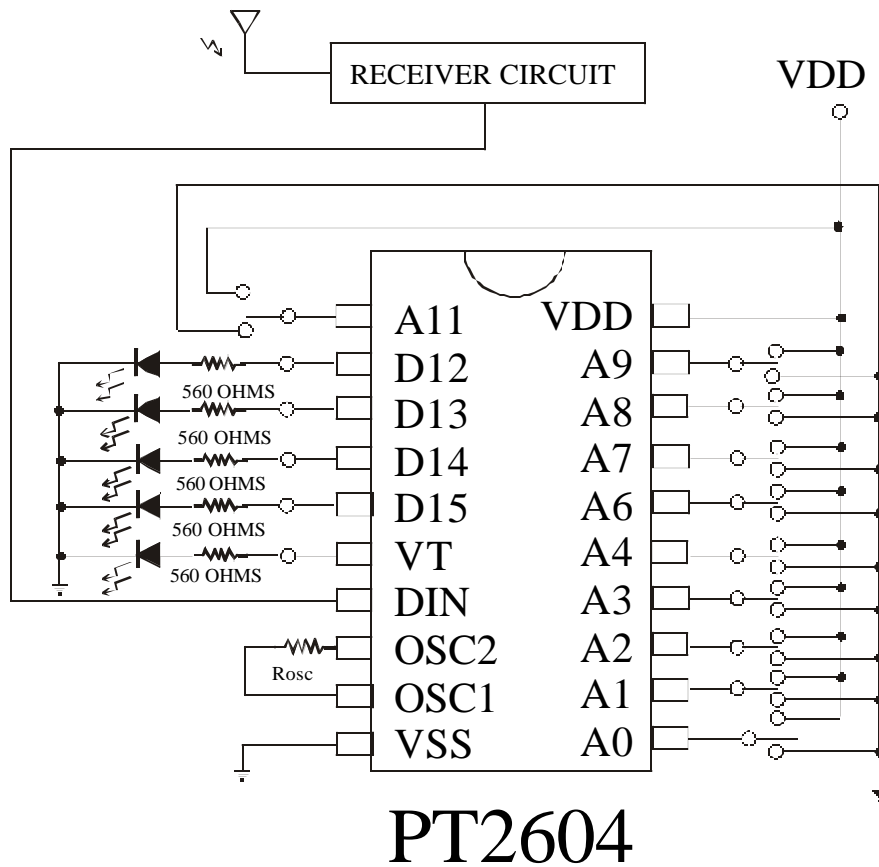 RECEIVER CIRCUIT
VDD
A11
VDD
D12
A9
560 OHMS
D13
A8
560 OHMS
D14
A7
560 OHMS
D15
A6
560 OHMS
VT
A4
560 OHMS
DIN
A3
OSC2
A2
Rosc
OSC1
A1
VSS
A0
PT2604